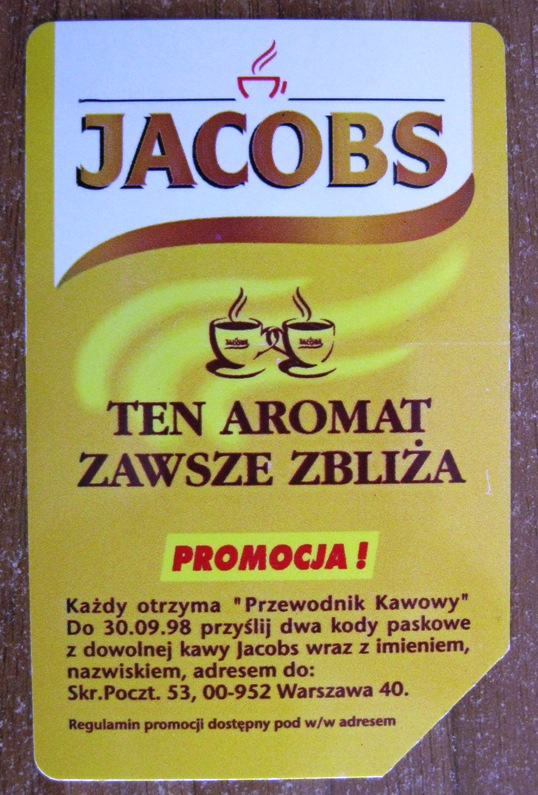 JACOBS
JACOBS JACOBS
TEN AROMAT
ZAWSZE ZBLIŻA
PROMOCJA !
Każdy otrzyma "Przewodnik Kawowy"
Do 30.09.98 przyślij dwa kody paskowe
z dowolnej kawy Jacobs wraz z imieniem,
nazwiskiem, adresem do:
Skr.Poczt. 53, 00-952 Warszawa 40.
Regulamin promocji dostępny pod w/w adresem